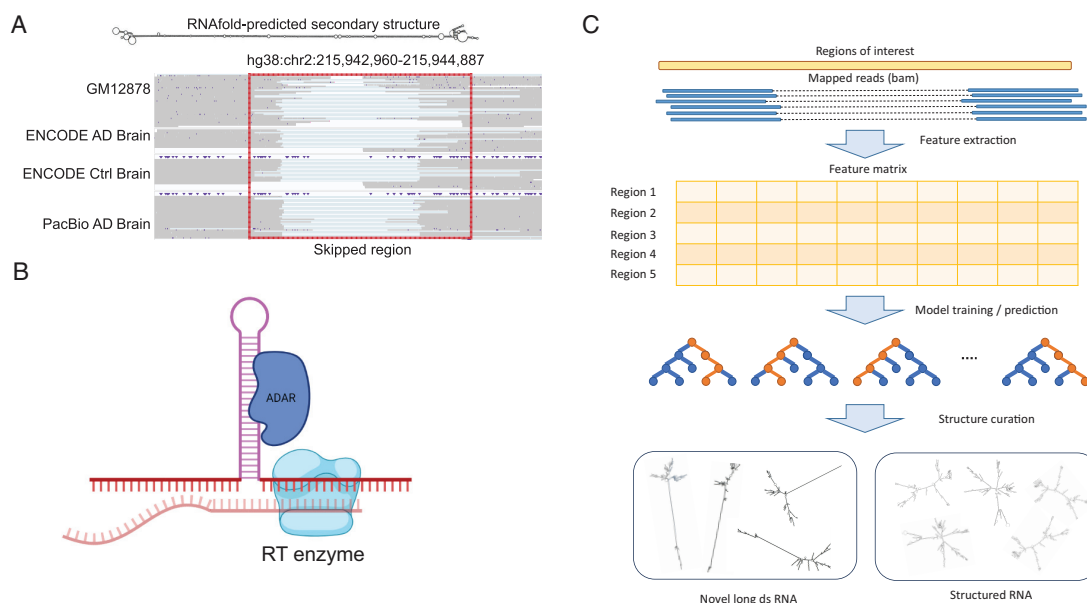 A
RNAfold-predicted secondary structure
hg38:chr2:215,942,960-215,944,887
GM12878
ENCODE AD Brain
ENCODE Ctrl Brain
PacBio AD Brain
Skipped region
B
ADAR
RT enzyme
C
Regions of interest
Mapped reads (bam)
Feature extraction
Feature matrix
Region 1
Region 2
Region 3
Region 4
Region 5
Model training / prediction
....
Structure curation
Novel long ds RNA
Structured RNA